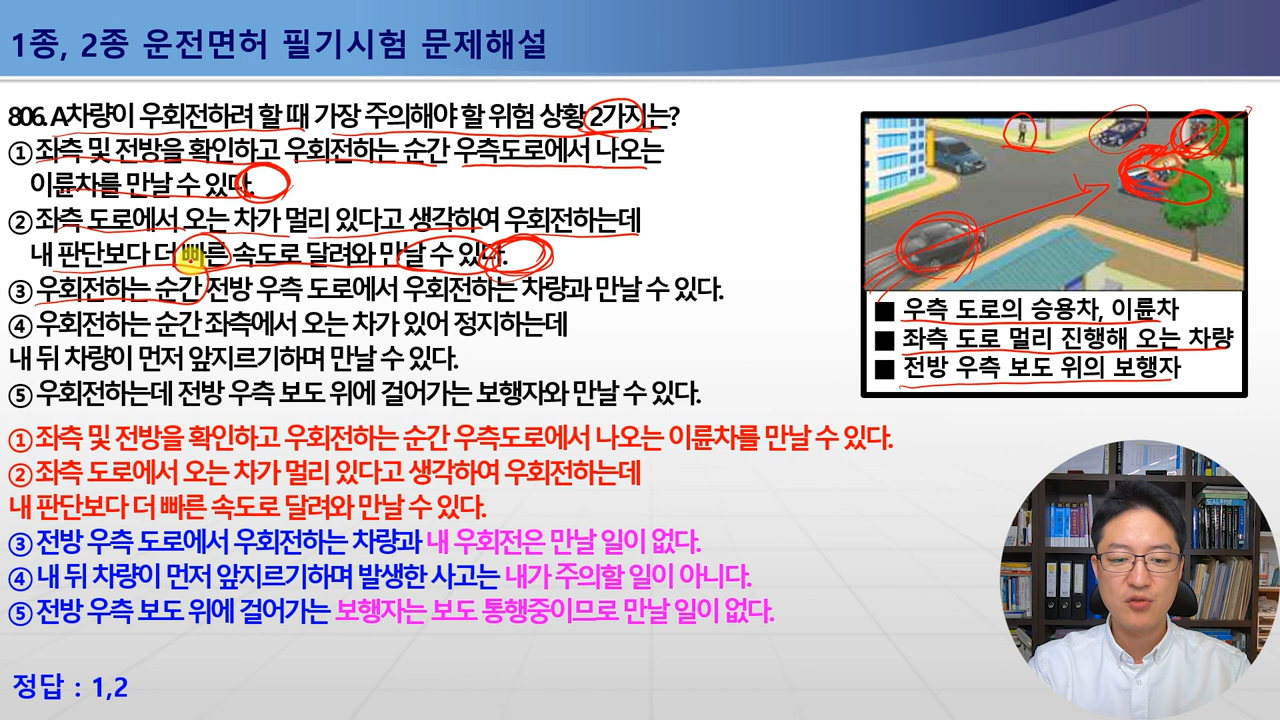 1종, 2종 운전면허 필기시험 문제해설
806. A차량이 우회전하려 할 때 가장 주의해야 할 위험 상황 2가지는?
① 좌측 및 전방을 확인하고 우회전하는 순간 우측도로에서 나오는
이륜차를 만날 수 있다.
② 좌측 도로에서 오는 차가 멀리 있다고 생각하여 우회전하는데
내 판단보다 더 빠른 속도로 달려와 만날 수 있다.
③ 우회전하는 순간 전방 우측 도로에서 우회전하는 차량과 만날 수 있다.
④ 우회전하는 순간 좌측에서 오는 차가 있어 정지하는데
내 뒤 차량이 먼저 앞지르기하며 만날 수 있다.
⑤ 우회전하는데 전방 우측 보도 위에 걸어가는 보행자와 만날 수 있다.
■ 우측 도로의 승용차, 이륜차
■ 좌측 도로 멀리 진행해 오는 차량
■ 전방 우측 보도 위의 보행자
① 좌측 및 전방을 확인하고 우회전하는 순간 우측도로에서 나오는 이륜차를 만날 수 있다.
② 좌측 도로에서 오는 차가 멀리 있다고 생각하여 우회전하는데
내 판단보다 더 빠른 속도로 달려와 만날 수 있다.
③ 전방 우측 도로에서 우회전하는 차량과 내 우회전은 만날 일이 없다.
④ 내 뒤 차량이 먼저 앞지르기하며 발생한 사고는 내가 주의할 일이 아니다.
⑤ 전방 우측 보도 위에 걸어가는 보행자는 보도 통행중이므로 만날 일이 없다.
정답 : 1,2